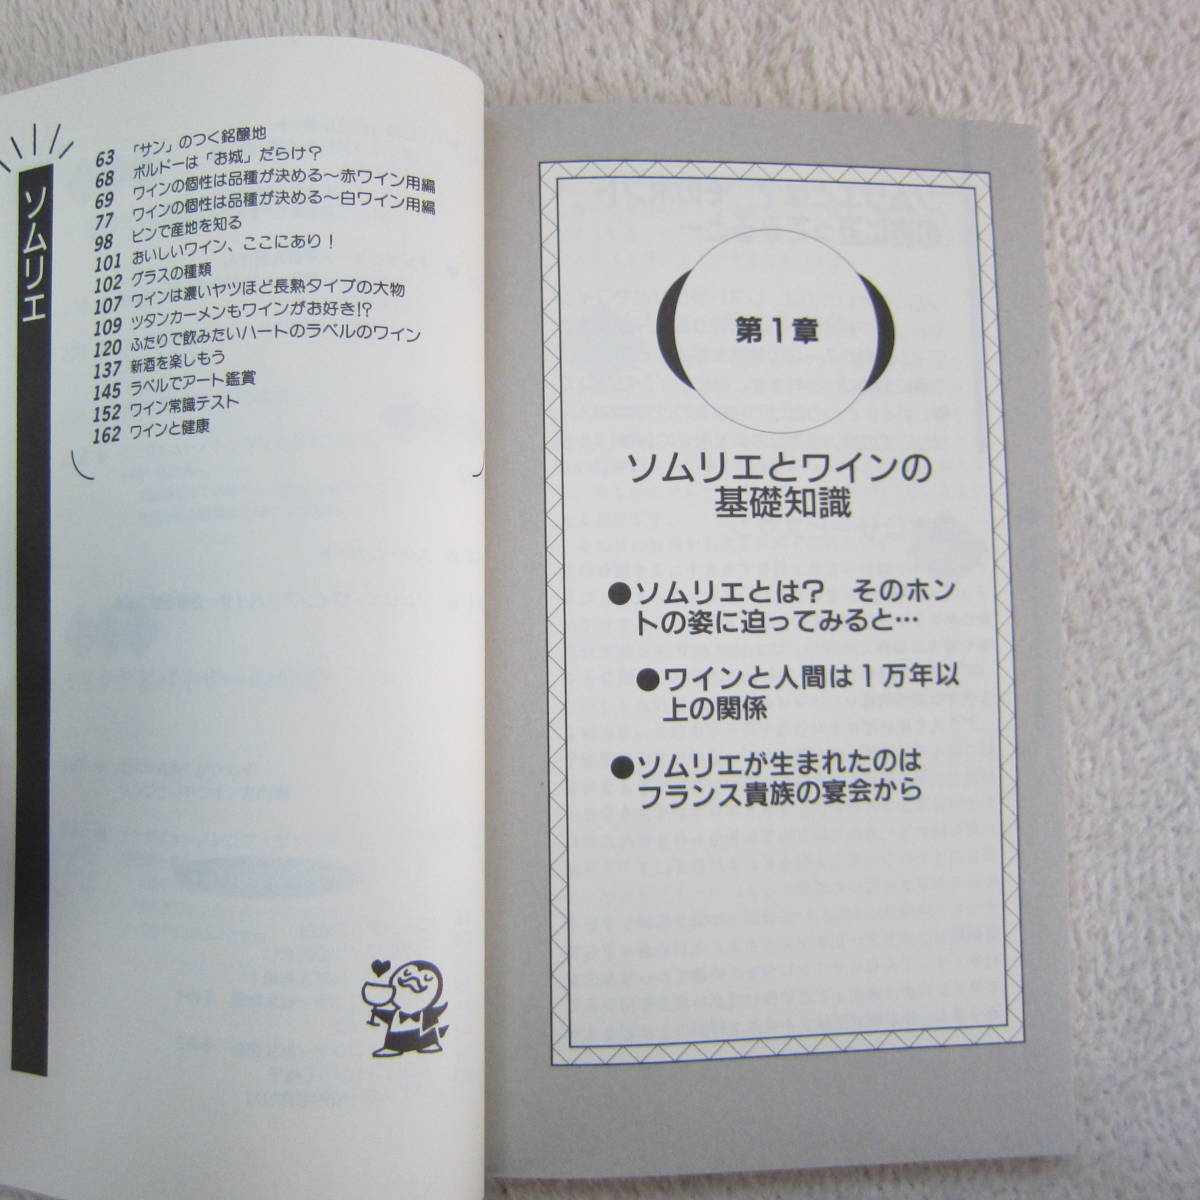 ソムリエ
63 「サン」のつく銘醸地
68 ボルドーは「お城」だらけ?
69 ワインの個性は品種が決める〜赤ワイン用編
77 ワインの個性は品種が決める〜白ワイン用編
98 ビンで産地を知る
101 おいしいワイン、ここにあり!
102 グラスの種類
107 ワインは濃いヤツほど長熟タイプの大物
109 ツタンカーメンもワインがお好き!?
120 ふたりで飲みたいハートのラベルのワイン
137 新酒を楽しもう
145 ラベルでアート鑑賞
152 ワイン常識テスト
162 ワインと健康
第1章
ソムリエとワインの
基礎知識
●ソムリエとは? そのホン
トの姿に迫ってみると…
●ワインと人間は1万年以
上の関係
●ソムリエが生まれたのは
フランス貴族の宴会から